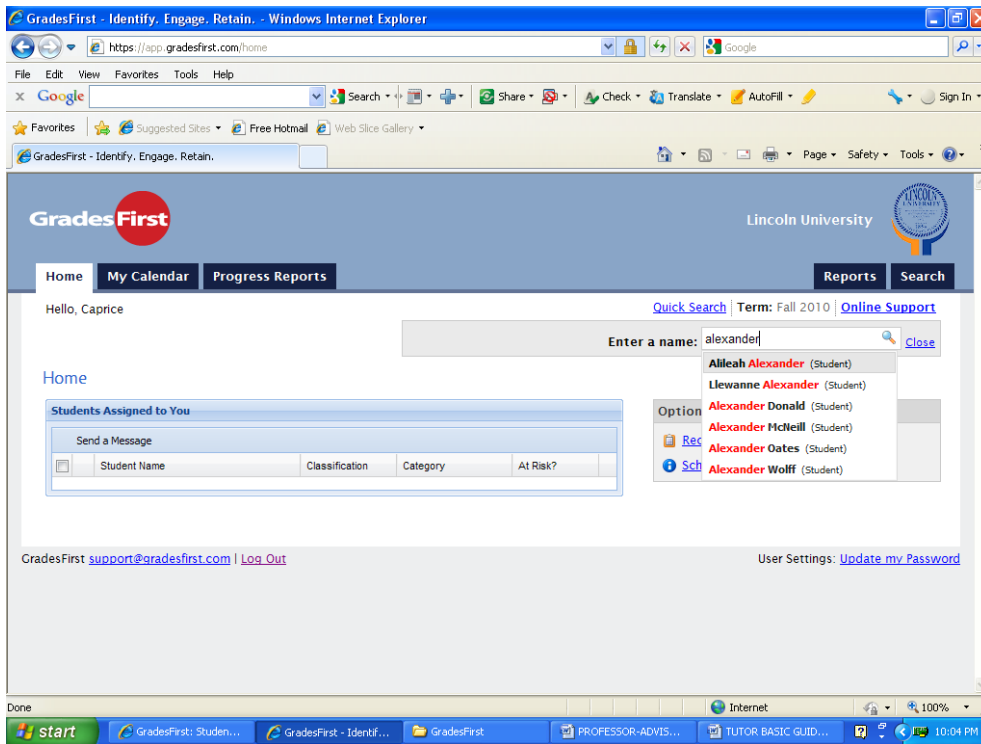 GradesFirst - Identify. Engage. Retain. - Windows Internet Explorer
https://app.gradesfirst.com/home
Google
File Edit View Favorites Tools Help
x Google Search Share Check Translate AutoFill Sign In
Favorites Suggested Sites Free Hotmail Web Slice Gallery
GradesFirst - Identify. Engage. Retain.
Page Safety Tools
GradesFirst
Lincoln University
Home My Calendar Progress Reports Reports Search
Hello, Caprice
Quick Search Term: Fall 2010 Online Support
Enter a name: alexander Close
Alileah Alexander (Student)
Llewanne Alexander (Student)
Alexander Donald (Student)
Alexander McNeill (Student)
Alexander Oates (Student)
Alexander Wolff (Student)
Home
Students Assigned to You
Send a Message
Student Name Classification Category At Risk?
Option
Rec
Sch
GradesFirst support@gradesfirst.com | Log Out
User Settings: Update my Password
Done Internet 100%
start GradesFirst: Studen... GradesFirst - Identif... GradesFirst PROFESSOR-ADVIS... TUTOR BASIC GUID... 10:04 PM